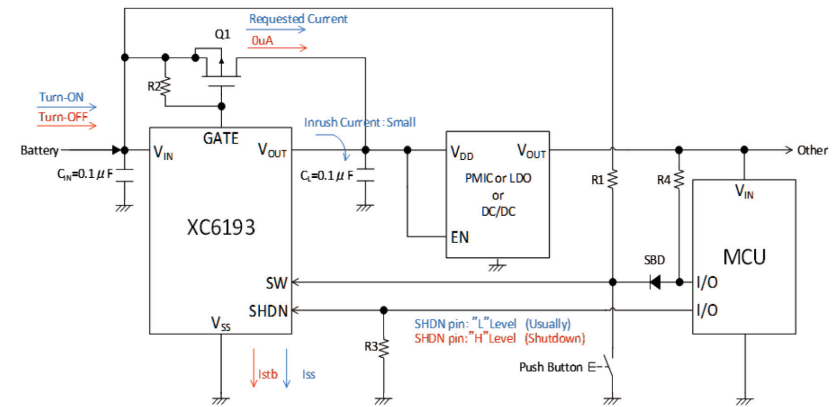 Requested Current
Q1
0uA
R2
Turn-ON
Turn-OFF
Inrush Current: Small
Battery
GATE
VIN
VOUT
CIN=0.1μF
CL=0.1μF
VDD
VOUT
PMIC or LDO
or
DC/DC
EN
R1
R4
Other
VIN
MCU
XC6193
SBD
SW
I/O
SHDN
I/O
VSS
R3
SHDN pin: "L" Level (Usually)
SHDN pin: "H" Level (Shutdown)
Push Button
Istb
Iss